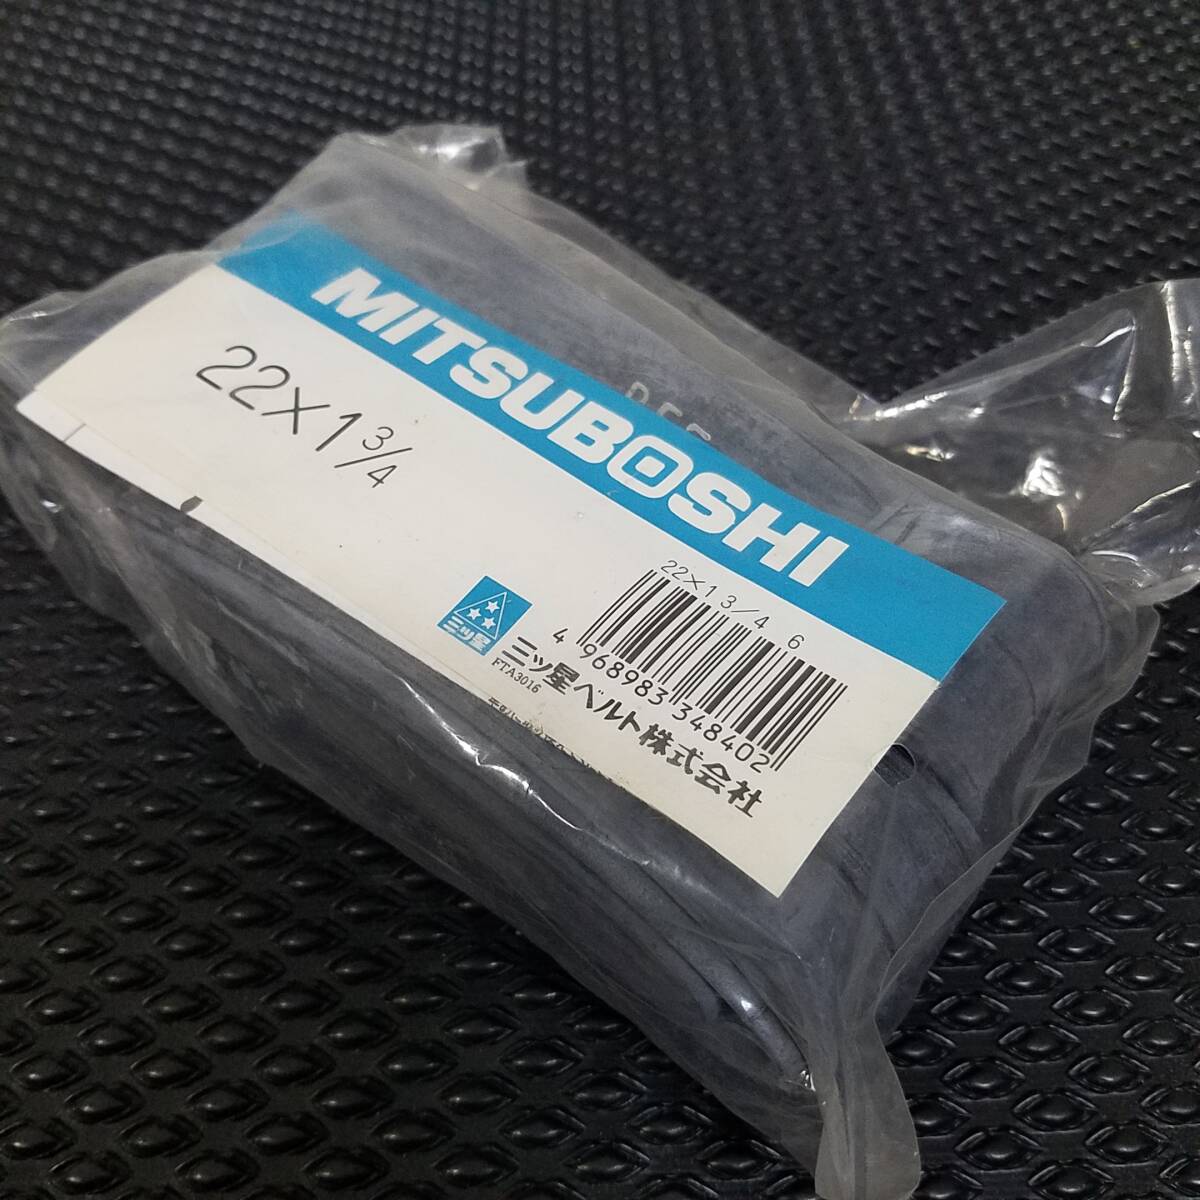 MITSUBOSHI
22×1 3/4
22×1 3/4 6
4 968983 348402
三ツ星
三ツ星ベルト株式会社
FTA3016